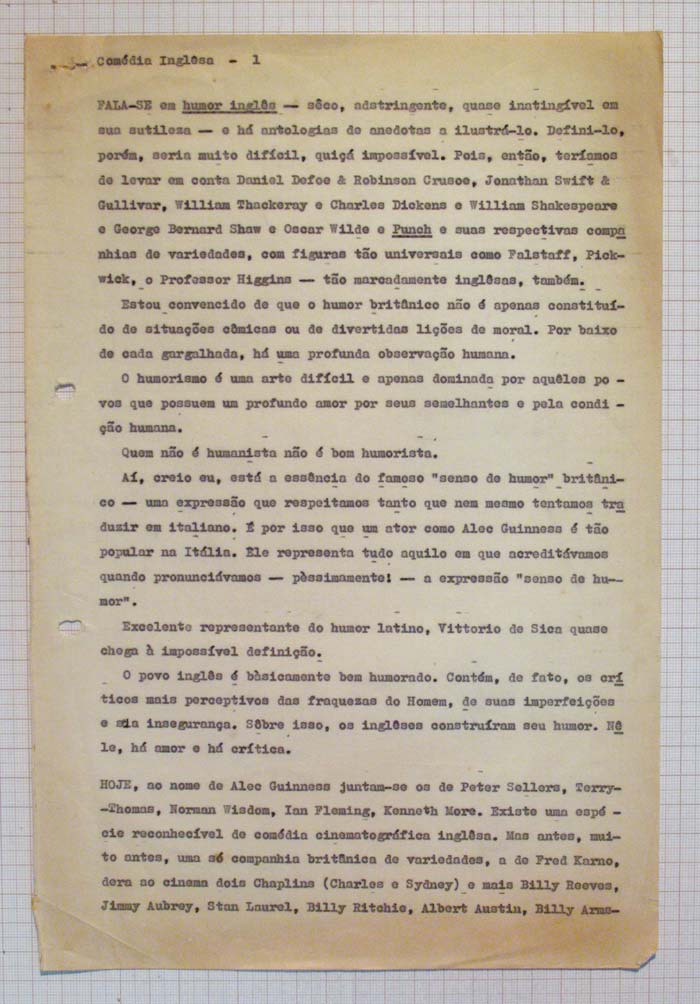 Comédia Inglêsa - 1
FALA-SE em humor inglês — sêco, adstringente, quase inatingível em
sua sutileza — e há antologias de anedotas a ilustrá-lo. Defini-lo,
porém, seria muito difícil, quiçá impossível. Pois, então, teríamos
de levar em conta Daniel Defoe & Robinson Crusoe, Jonathan Swift &
Gullivar, William Thackeray e Charles Dickens e William Shakespeare
e George Bernard Shaw e Oscar Wilde e Punch e suas respectivas compa
nhias de variedades, com figuras tão universais como Falstaff, Pick-
wick, o Professor Higgins — tão marcadamente inglêsas, também.
Estou convencido de que o humor britânico não é apenas constituí-
do de situações cômicas ou de divertidas lições de moral. Por baixo
de cada gargalhada, há uma profunda observação humana.
O humorismo é uma arte difícil e apenas dominada por aquêles po -
vos que possuem um profundo amor por seus semelhantes e pela condi -
ção humana.
Quem não é humanista não é bom humorista.
Aí, creio eu, está a essência do famoso "senso de humor" britâni-
co — uma expressão que respeitamos tanto que nem mesmo tentamos tra
duzir em italiano. É por isso que um ator como Alec Guinness é tão
popular na Itália. Êle representa tudo aquilo em que acreditávamos
quando pronunciávamos — pèssimamente! — a expressão "senso de hu--
mor".
Excelente representante do humor latino, Vittorio de Sica quase
chega à impossível definição.
O povo inglês é bàsicamente bem humorado. Contém, de fato, os crí
ticos mais perceptivos das fraquezas do Homem, de suas imperfeições
e sua insegurança. Sôbre isso, os inglêses construíram seu humor. Nê
le, há amor e há crítica.
HOJE, ao nome de Alec Guinness juntam-se os de Peter Sellers, Terry-
-Thomas, Norman Wisdom, Ian Fleming, Kenneth More. Existe uma espé -
cie reconhecível de comédia cinematográfica inglêsa. Mas antes, mui-
to antes, uma só companhia britânica de variedades, a de Fred Karno,
dera ao cinema dois Chaplins (Charles e Sydney) e mais Billy Reeves,
Jimmy Aubrey, Stan Laurel, Billy Ritchie, Albert Austin, Billy Arms-